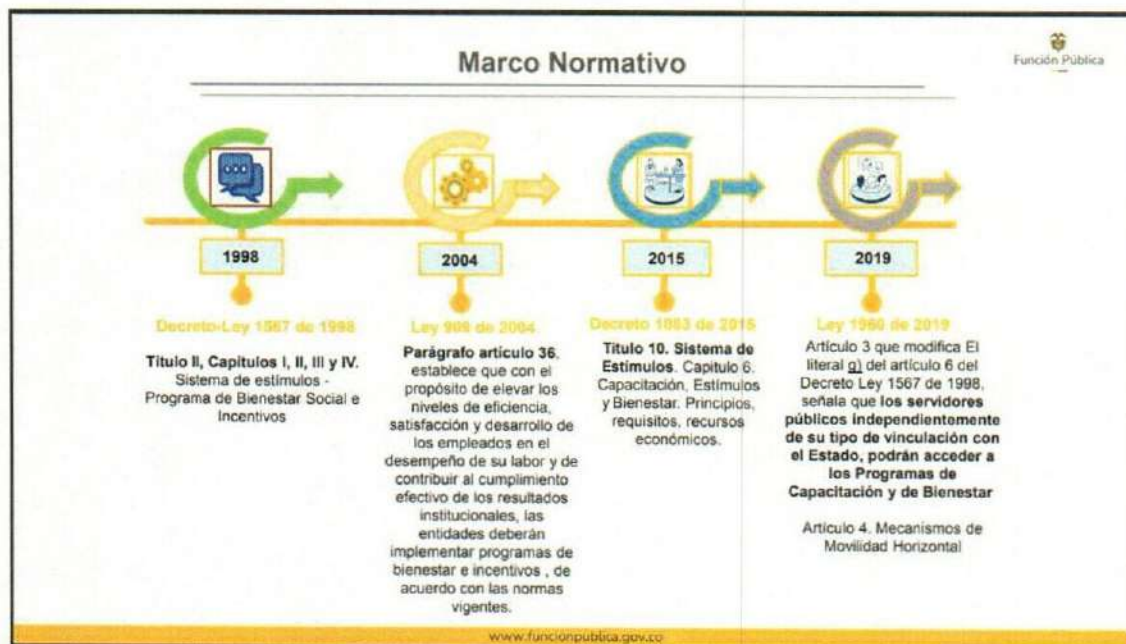 Marco Normativo
Función Pública
1998
Decreto-Ley 1567 de 1998
Título II, Capítulos I, II, III y IV.
Sistema de estímulos -
Programa de Bienestar Social e
Incentivos
2004
Ley 909 de 2004.
Parágrafo artículo 36.
establece que con el
propósito de elevar los
niveles de eficiencia,
satisfacción y desarrollo de
los empleados en el
desempeño de su labor y de
contribuir al cumplimiento
efectivo de los resultados
institucionales, las
entidades deberán
implementar programas de
bienestar e incentivos , de
acuerdo con las normas
vigentes.
2015
Decreto 1083 de 2015
Título 10. Sistema de
Estímulos. Capitulo 6.
Capacitación, Estímulos
y Bienestar. Principios,
requisitos, recursos
económicos.
2019
Ley 1960 de 2019
Artículo 3 que modifica El
literal g) del artículo 6 del
Decreto Ley 1567 de 1998,
señala que los servidores
públicos independientemente
de su tipo de vinculación con
el Estado, podrán acceder a
los Programas de
Capacitación y de Bienestar
Artículo 4. Mecanismos de
Movilidad Horizontal
www.funcionpublica.gov.co